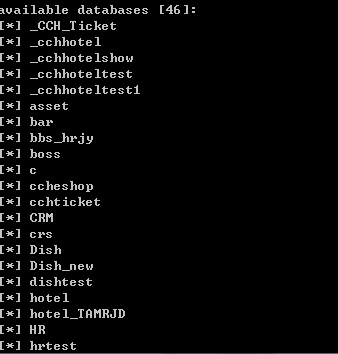 available databases [46]:
[*] _CCH_Ticket
[*] _cchhotel
[*] _cchhotelshow
[*] _cchhoteltest
[*] _cchhoteltest1
[*] asset
[*] bar
[*] bbs_hrjy
[*] boss
[*] c
[*] ccheshop
[*] cchticket
[*] CRM
[*] crs
[*] Dish
[*] Dish_new
[*] dishtest
[*] hotel
[*] hotel_TAMRJD
[*] HR
[*] hrtest